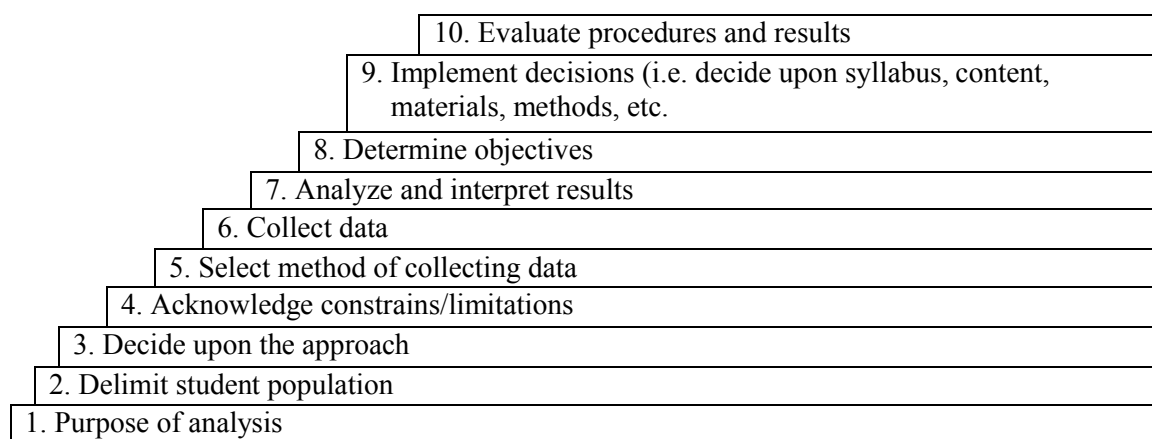 10. Evaluate procedures and results
9. Implement decisions (i.e. decide upon syllabus, content,
materials, methods, etc.
8. Determine objectives
7. Analyze and interpret results
6. Collect data
5. Select method of collecting data
4. Acknowledge constrains/limitations
3. Decide upon the approach
2. Delimit student population
1. Purpose of analysis